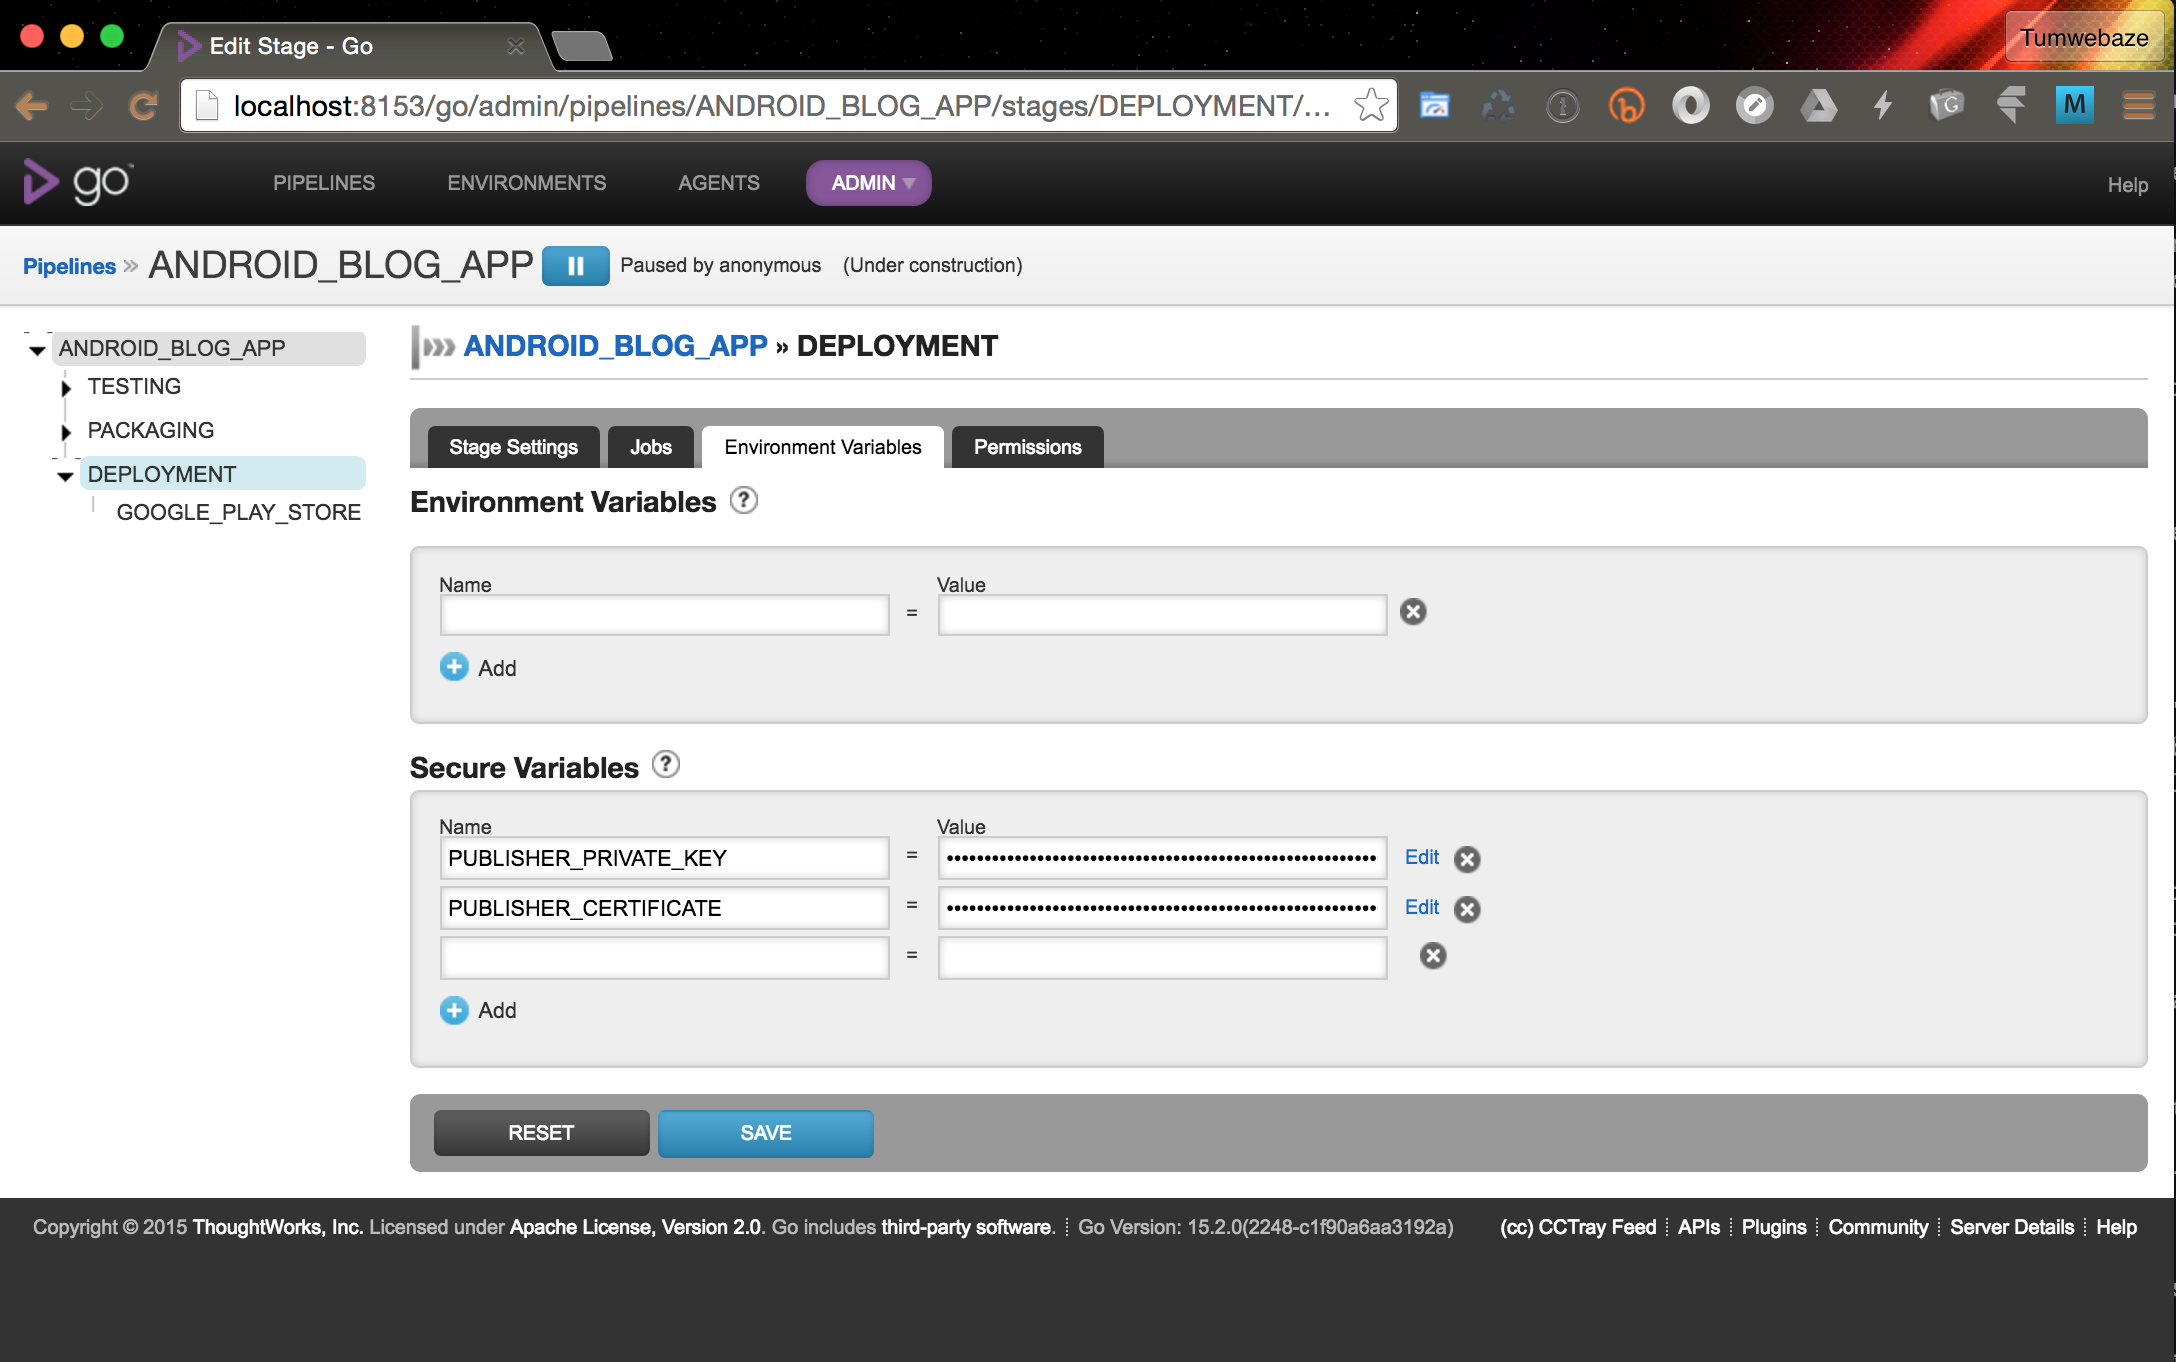 Edit Stage - Go
Tumwebaze
localhost:8153/go/admin/pipelines/ANDROID_BLOG_APP/stages/DEPLOYMENT/...
M
go™
PIPELINES
ENVIRONMENTS
AGENTS
ADMIN
Help
Pipelines » ANDROID_BLOG_APP
Paused by anonymous (Under construction)
ANDROID_BLOG_APP
TESTING
PACKAGING
DEPLOYMENT
GOOGLE_PLAY_STORE
ANDROID_BLOG_APP » DEPLOYMENT
Stage Settings
Jobs
Environment Variables
Permissions
Environment Variables ?
Name
Value
=
Add
Secure Variables ?
Name
Value
PUBLISHER_PRIVATE_KEY = •••••••••••••••••••••••••••••••••••••••••••••••••••••••• Edit
PUBLISHER_CERTIFICATE = •••••••••••••••••••••••••••••••••••••••••••••••••••••••• Edit
=
Add
RESET
SAVE
Copyright © 2015 ThoughtWorks, Inc. Licensed under Apache License, Version 2.0. Go includes third-party software. Go Version: 15.2.0(2248-c1f90a6aa3192a)
(cc) CCTray Feed
APIs
Plugins
Community
Server Details
Help